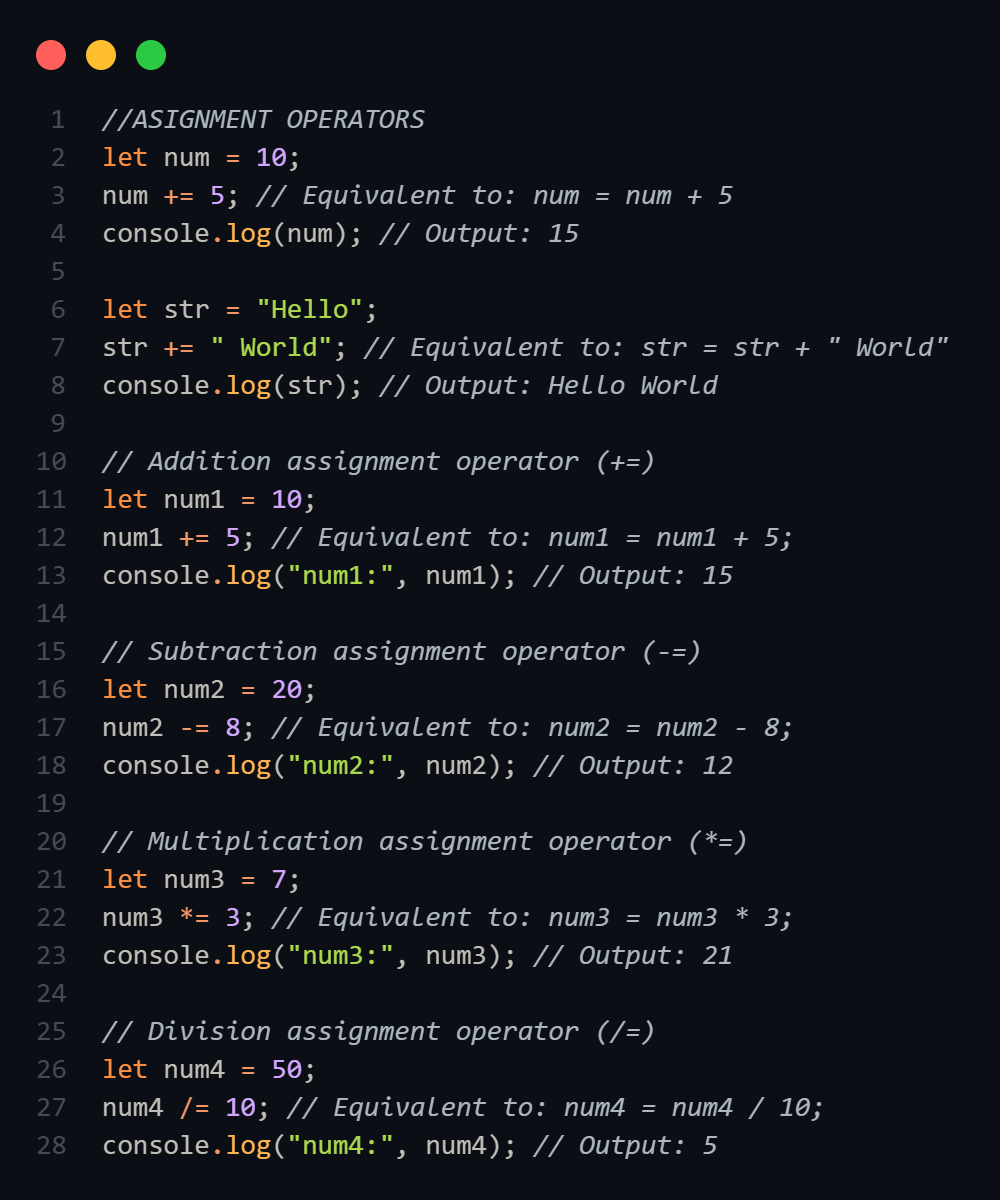 1 //ASIGNMENT OPERATORS
2 let num = 10;
3 num += 5; // Equivalent to: num = num + 5
4 console.log(num); // Output: 15
5
6 let str = "Hello";
7 str += " World"; // Equivalent to: str = str + " World"
8 console.log(str); // Output: Hello World
9
10 // Addition assignment operator (+=)
11 let num1 = 10;
12 num1 += 5; // Equivalent to: num1 = num1 + 5;
13 console.log("num1:", num1); // Output: 15
14
15 // Subtraction assignment operator (-=)
16 let num2 = 20;
17 num2 -= 8; // Equivalent to: num2 = num2 - 8;
18 console.log("num2:", num2); // Output: 12
19
20 // Multiplication assignment operator (*=)
21 let num3 = 7;
22 num3 *= 3; // Equivalent to: num3 = num3 * 3;
23 console.log("num3:", num3); // Output: 21
24
25 // Division assignment operator (/=)
26 let num4 = 50;
27 num4 /= 10; // Equivalent to: num4 = num4 / 10;
28 console.log("num4:", num4); // Output: 5